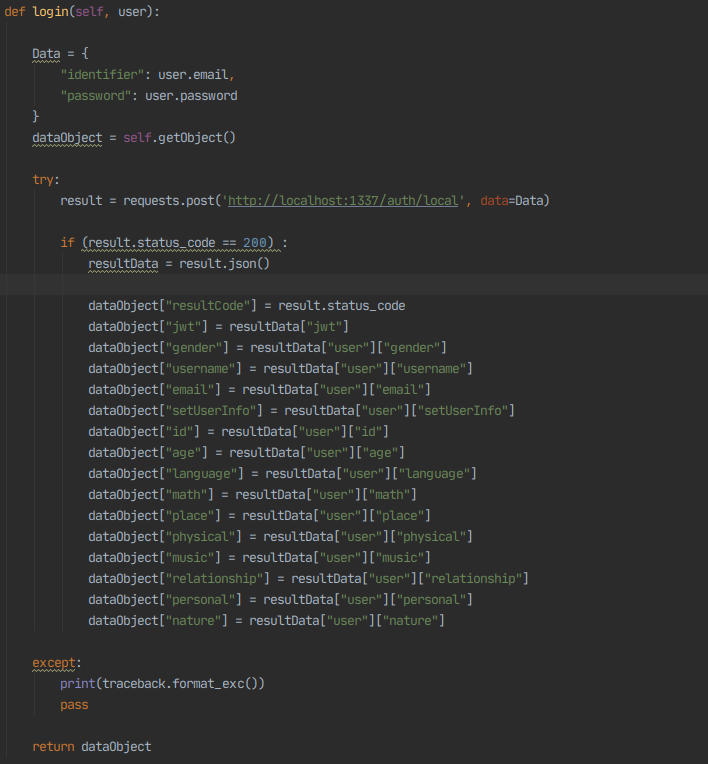 def login(self, user):
Data = {
"identifier": user.email,
"password": user.password
}
dataObject = self.getObject()
try:
result = requests.post('http://localhost:1337/auth/local', data=Data)
if (result.status_code == 200) :
resultData = result.json()
dataObject["resultCode"] = result.status_code
dataObject["jwt"] = resultData["jwt"]
dataObject["gender"] = resultData["user"]["gender"]
dataObject["username"] = resultData["user"]["username"]
dataObject["email"] = resultData["user"]["email"]
dataObject["setUserInfo"] = resultData["user"]["setUserInfo"]
dataObject["id"] = resultData["user"]["id"]
dataObject["age"] = resultData["user"]["age"]
dataObject["language"] = resultData["user"]["language"]
dataObject["math"] = resultData["user"]["math"]
dataObject["place"] = resultData["user"]["place"]
dataObject["physical"] = resultData["user"]["physical"]
dataObject["music"] = resultData["user"]["music"]
dataObject["relationship"] = resultData["user"]["relationship"]
dataObject["personal"] = resultData["user"]["personal"]
dataObject["nature"] = resultData["user"]["nature"]
except:
print(traceback.format_exc())
pass
return dataObject